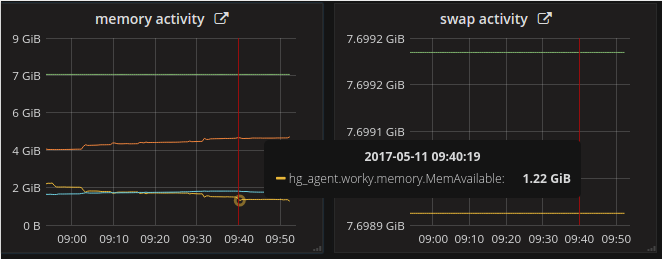 memory activity
9 GiB
7 GiB
6 GiB
4 GiB
2 GiB
0 B
09:00 09:10 09:20 09:30 09:40 09:50
swap activity
7.6992 GiB
7.6992 GiB
7.6991 GiB
7.6989 GiB
09:00 09:10 09:20 09:30 09:40 09:50
2017-05-11 09:40:19
hg_agent.worky.memory.MemAvailable: 1.22 GiB